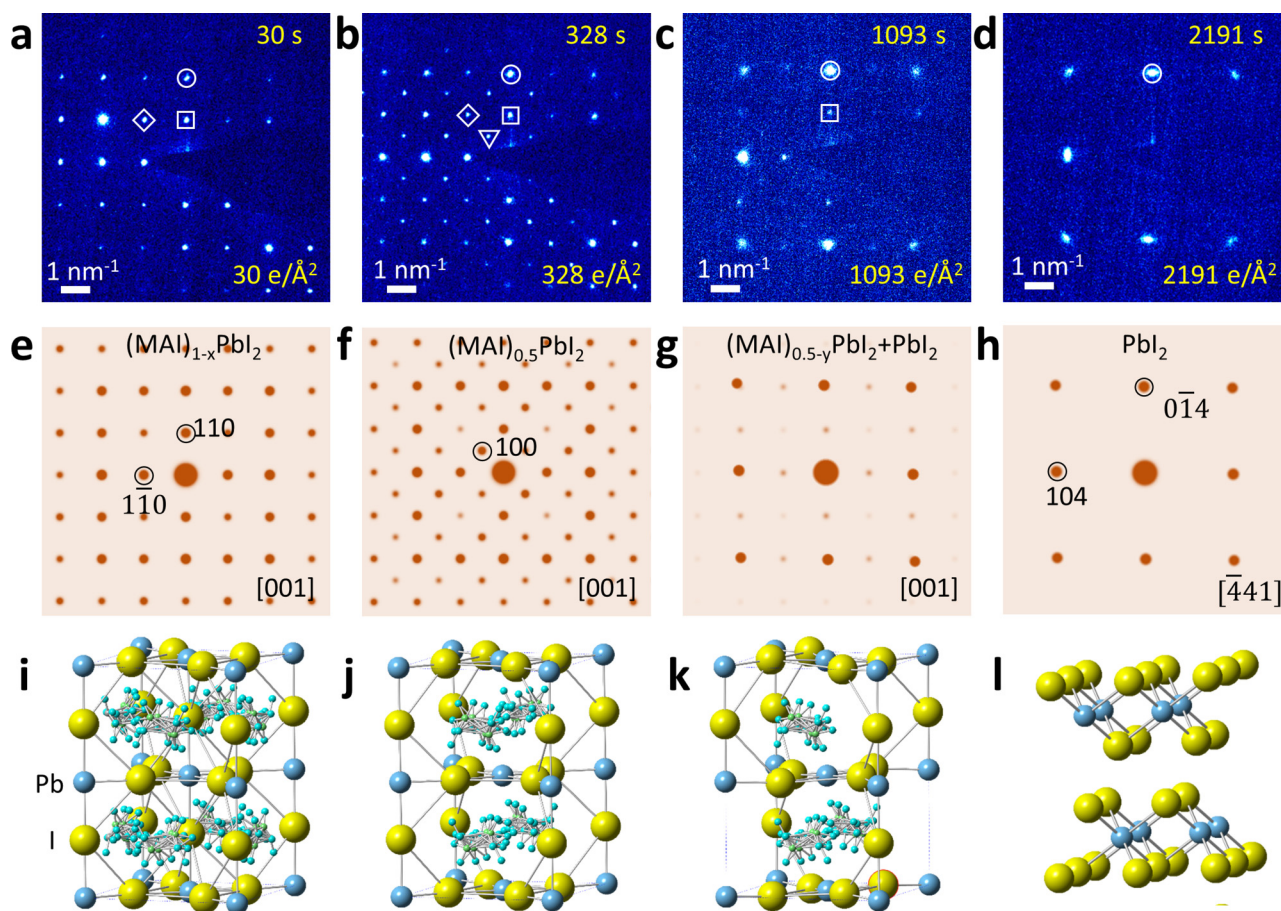 a 30 s
1 nm⁻¹ 30 e/Å²
b 328 s
1 nm⁻¹ 328 e/Å²
c 1093 s
1 nm⁻¹ 1093 e/Å²
d 2191 s
1 nm⁻¹ 2191 e/Å²
e (MAI)₁₋ₓPbI₂
110
11̅0
[001]
f (MAI)₀.₅PbI₂
100
[001]
g (MAI)₀.₅₋ᵧPbI₂+PbI₂
[001]
h PbI₂
01̅4
104
[4̅41]
i
Pb
I
j
k
l